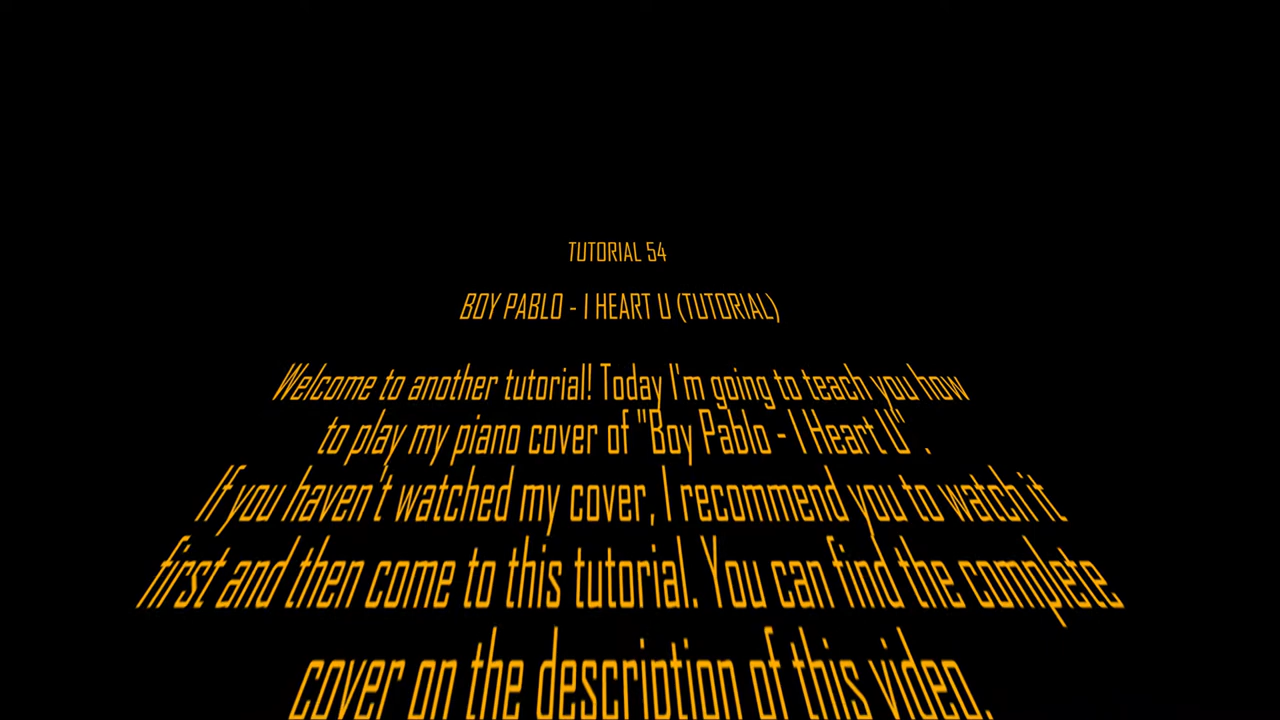 TUTORIAL 54
BOY PABLO - I HEART U (TUTORIAL)
Welcome to another tutorial! Today I'm going to teach you how
to play my piano cover of "Boy Pablo - I Heart U" .
If you haven't watched my cover, I recommend you to watch it
first and then come to this tutorial. You can find the complete
cover on the description of this video.